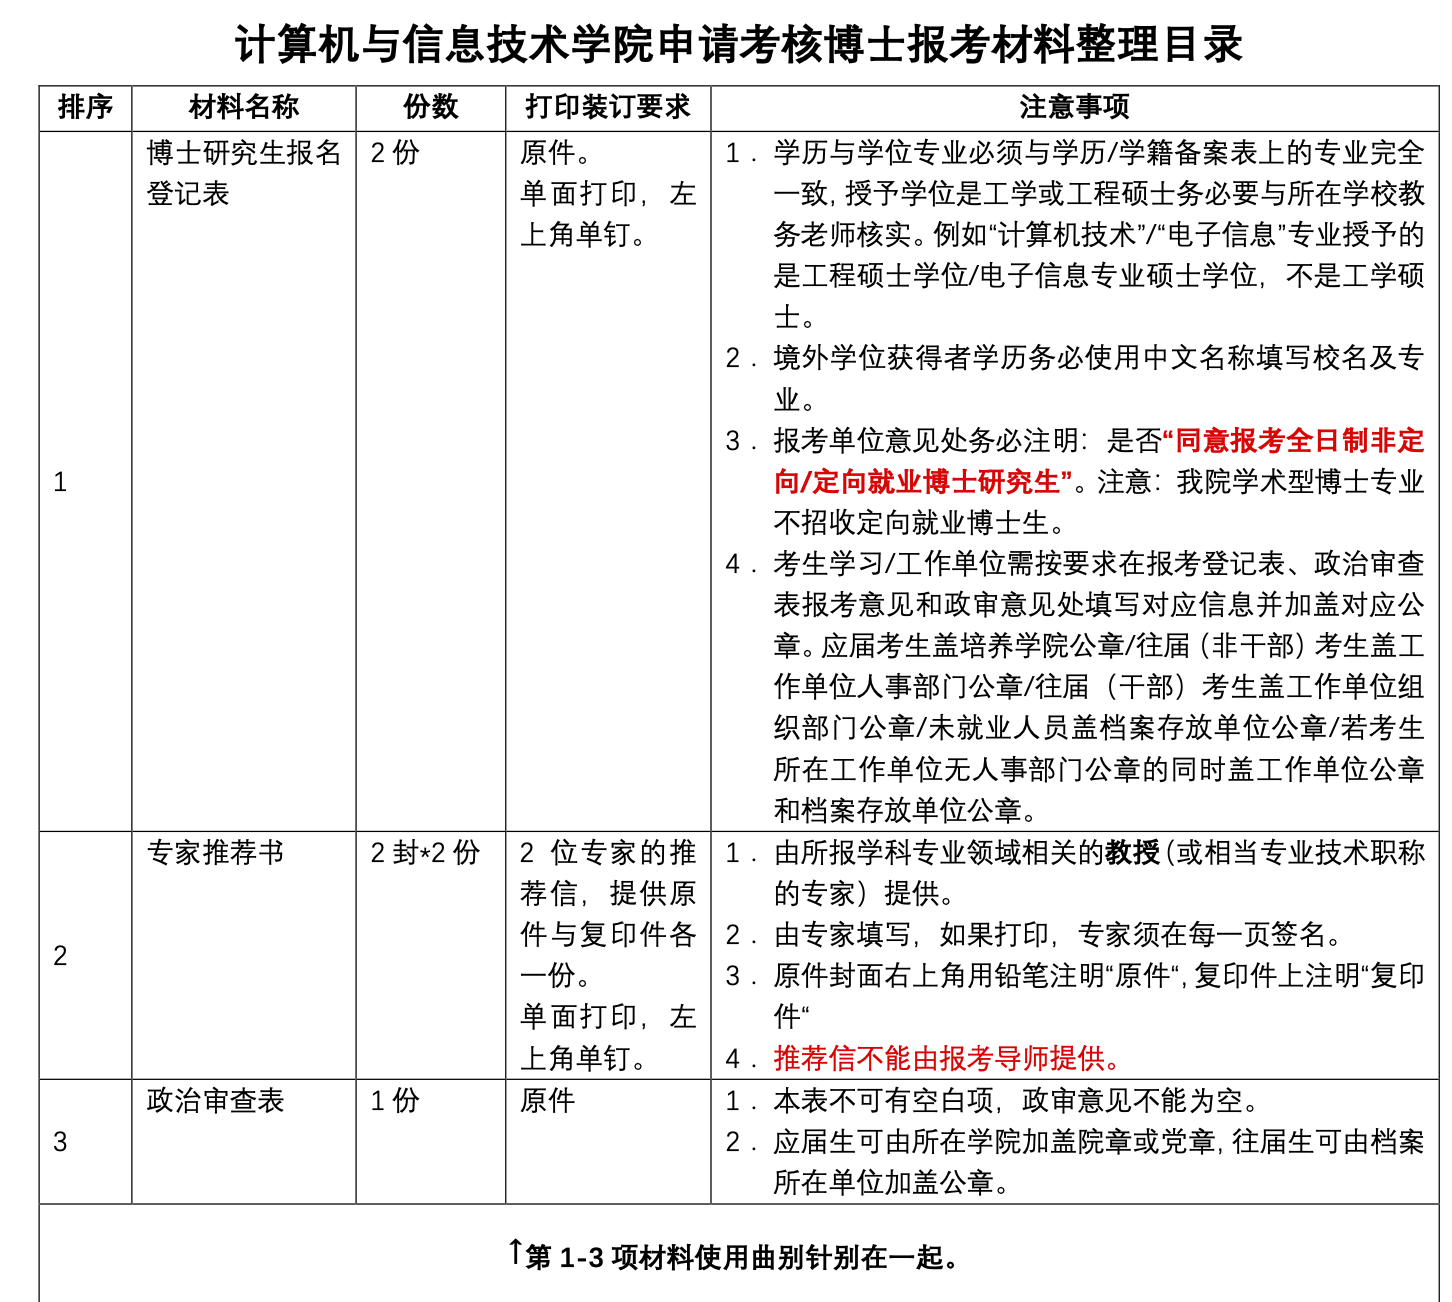 计算机与信息技术学院申请考核博士报考材料整理目录
排序 材料名称 份数 打印装订要求 注意事项
1
博士研究生报名
登记表
2 份
原件。
单面打印，左
上角单钉。
1． 学历与学位专业必须与学历/学籍备案表上的专业完全
一致，授予学位是工学或工程硕士务必要与所在学校教
务老师核实。例如“计算机技术”/“电子信息”专业授予的
是工程硕士学位/电子信息专业硕士学位，不是工学硕
士。
2． 境外学位获得者学历务必使用中文名称填写校名及专
业。
3． 报考单位意见处务必注明：是否“同意报考全日制非定
向/定向就业博士研究生”。注意：我院学术型博士专业
不招收定向就业博士生。
4． 考生学习/工作单位需按要求在报考登记表、政治审查
表报考意见和政审意见处填写对应信息并加盖对应公
章。应届考生盖培养学院公章/往届（非干部）考生盖工
作单位人事部门公章/往届（干部）考生盖工作单位组
织部门公章/未就业人员盖档案存放单位公章/若考生
所在工作单位无人事部门公章的同时盖工作单位公章
和档案存放单位公章。
2
专家推荐书
2 封*2 份
2 位专家的推
荐信，提供原
件与复印件各
一份。
单面打印，左
上角单钉。
1． 由所报学科专业领域相关的教授（或相当专业技术职称
的专家）提供。
2． 由专家填写，如果打印，专家须在每一页签名。
3． 原件封面右上角用铅笔注明“原件“，复印件上注明“复印
件“
4． 推荐信不能由报考导师提供。
3
政治审查表
1 份
原件
1． 本表不可有空白项，政审意见不能为空。
2． 应届生可由所在学院加盖院章或党章，往届生可由档案
所在单位加盖公章。
↑第 1-3 项材料使用曲别针别在一起。